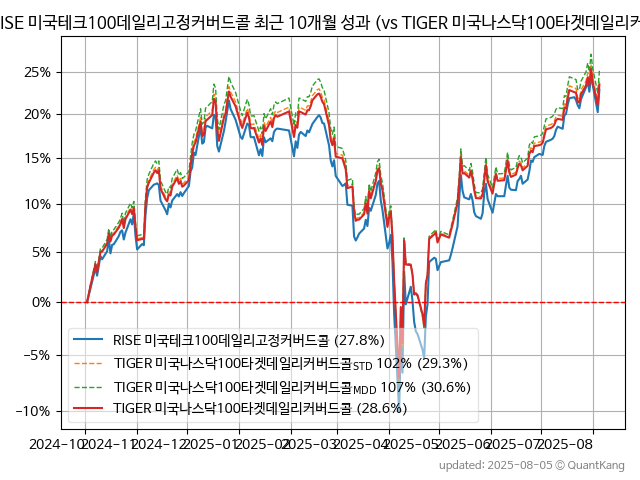 RISE 미국테크100데일리고정커버드콜 최근 10개월 성과 (vs TIGER 미국나스닥100타겟데일리커
25%
20%
15%
10%
5%
0%
−5%
−10%
RISE 미국테크100데일리고정커버드콜 (27.8%)
TIGER 미국나스닥100타겟데일리커버드콜STD 102% (29.3%)
TIGER 미국나스닥100타겟데일리커버드콜MDD 107% (30.6%)
TIGER 미국나스닥100타겟데일리커버드콜 (28.6%)
2024-10 2024-11 2024-12 2025-01 2025-02 2025-03 2025-04 2025-05 2025-06 2025-07 2025-08
updated: 2025-08-05 © QuantKang